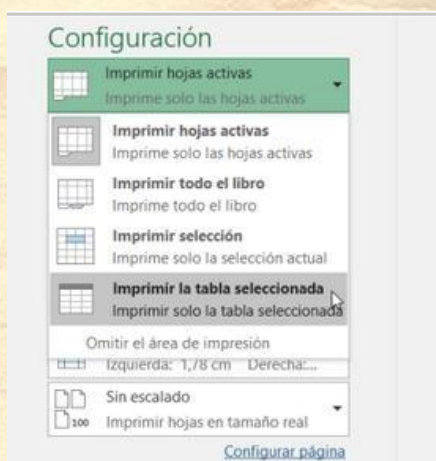 Configuración
Imprimir hojas activas
Imprime solo las hojas activas
Imprimir hojas activas
Imprime solo las hojas activas
Imprimir todo el libro
Imprime todo el libro
Imprimir selección
Imprime solo la selección actual
Imprimir la tabla seleccionada
Imprimir solo la tabla seleccionada
Omitir el área de impresión
Izquierda: 1,78 cm Derecha:...
Sin escalado
100 Imprimir hojas en tamaño real
Configurar página